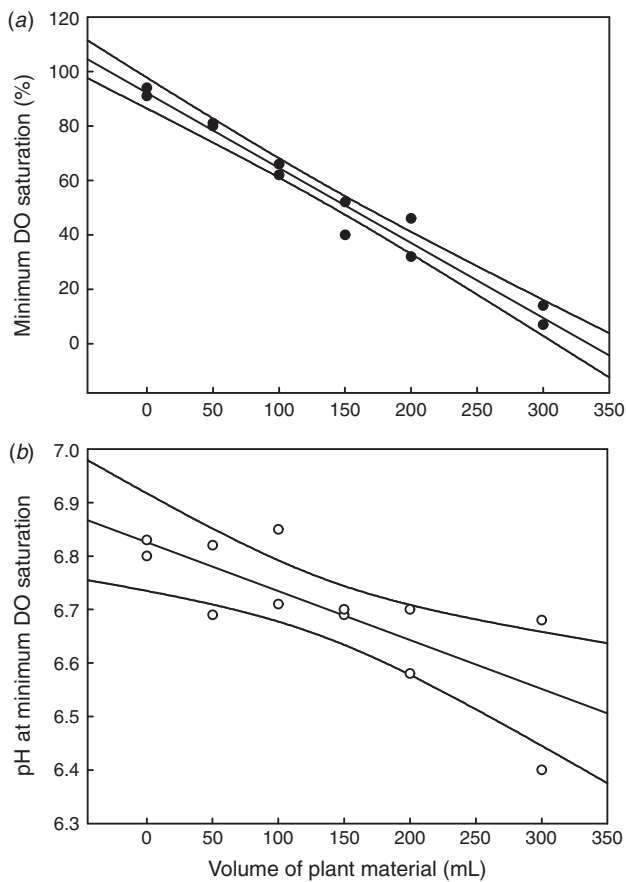 (a)
Minimum DO saturation (%)
120
100
80
60
40
20
0
0 50 100 150 200 250 300 350
(b)
pH at minimum DO saturation
7.0
6.9
6.8
6.7
6.6
6.5
6.4
6.3
0 50 100 150 200 250 300 350
Volume of plant material (mL)